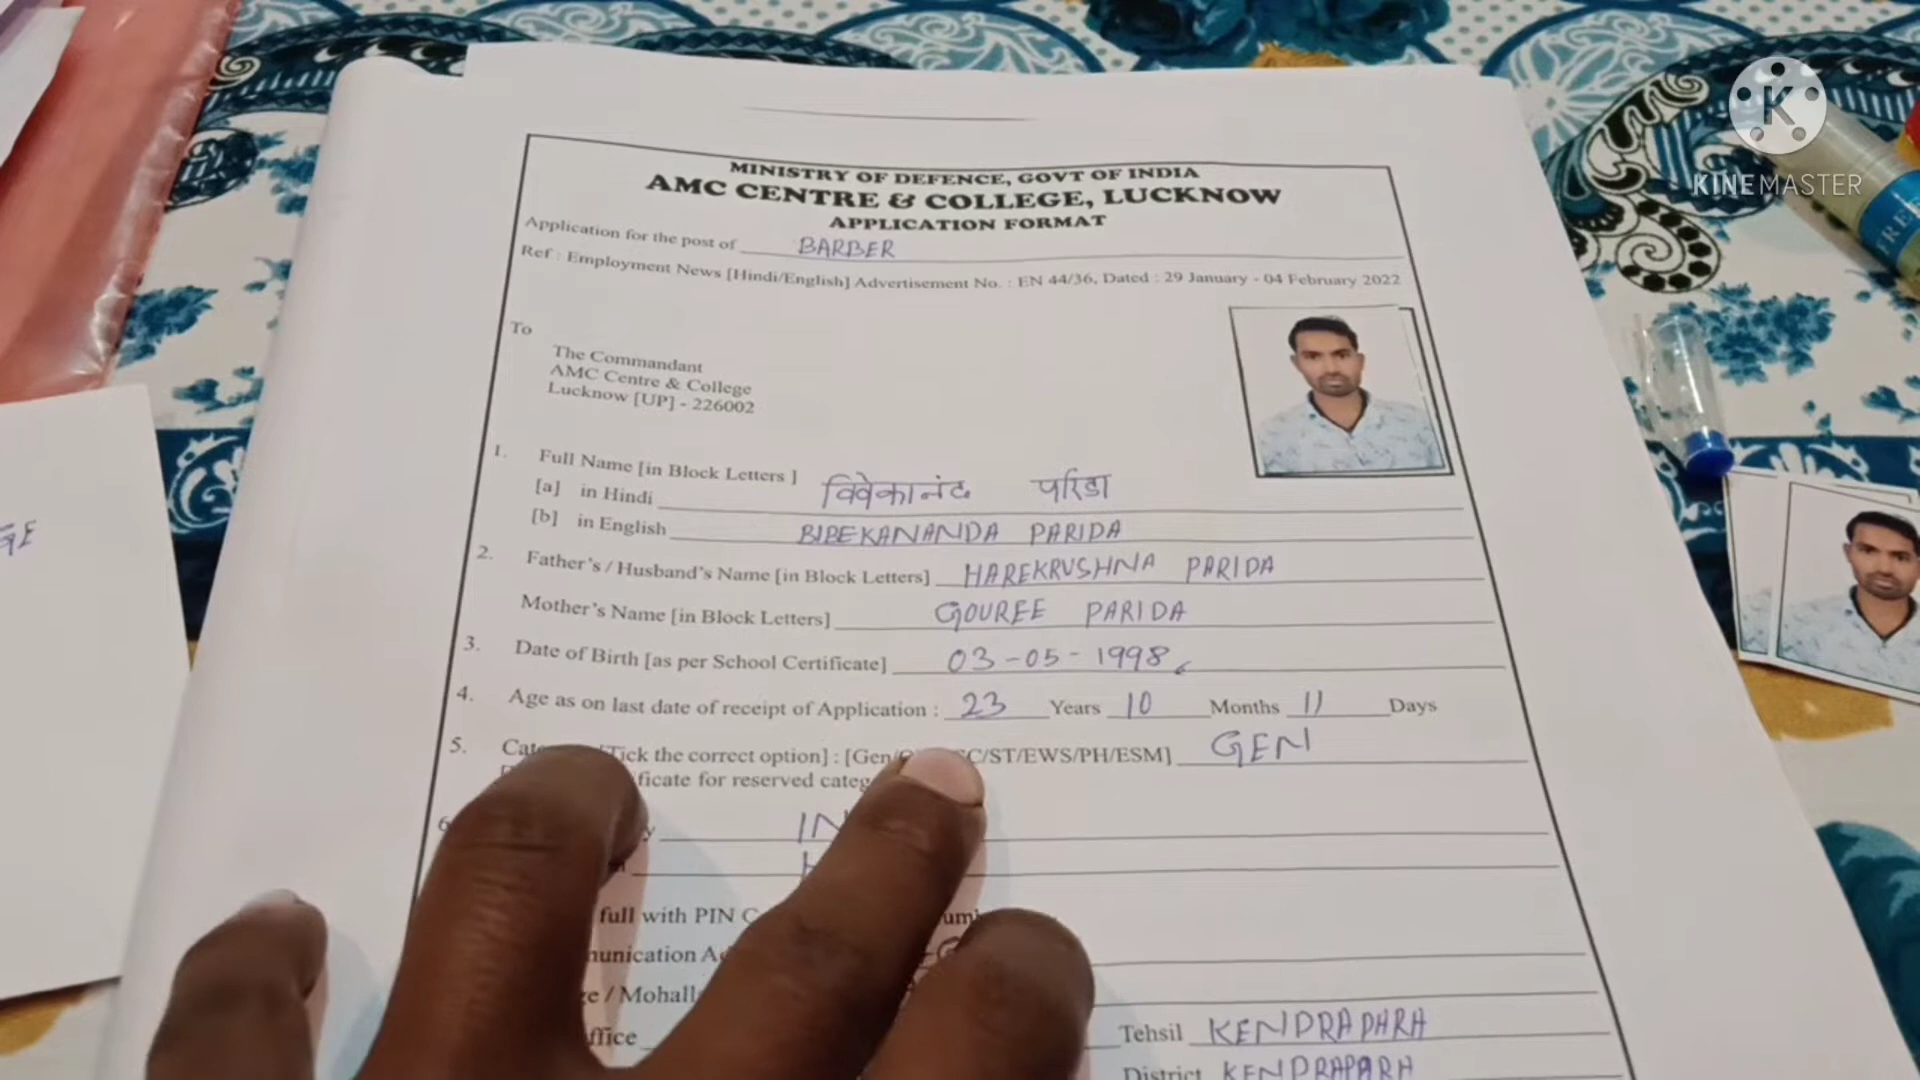 KINEMASTER
MINISTRY OF DEFENCE, GOVT OF INDIA
AMC CENTRE & COLLEGE, LUCKNOW
APPLICATION FORMAT
Application for the post of BARBER
Ref : Employment News [Hindi/English] Advertisement No. : EN 44/36, Dated : 29 January - 04 February 2022
To
The Commandant
AMC Centre & College
Lucknow [UP] - 226002
1. Full Name [in Block Letters ]
[a] in Hindi विवेकानंद परिडा
[b] in English BIBEKANANDA PARIDA
2. Father's / Husband's Name [in Block Letters] HAREKRUSHNA PARIDA
Mother's Name [in Block Letters] GOUREE PARIDA
3. Date of Birth [as per School Certificate] 03-05-1998
4. Age as on last date of receipt of Application : 23 Years 10 Months 11 Days
5. Tick the correct option] : [Gen/ /ST/EWS/PH/ESM] GEN
for reserved
full with PIN
/ Mohall
Tehsil KENDRAPARA
District KENDRAPARA
FREE